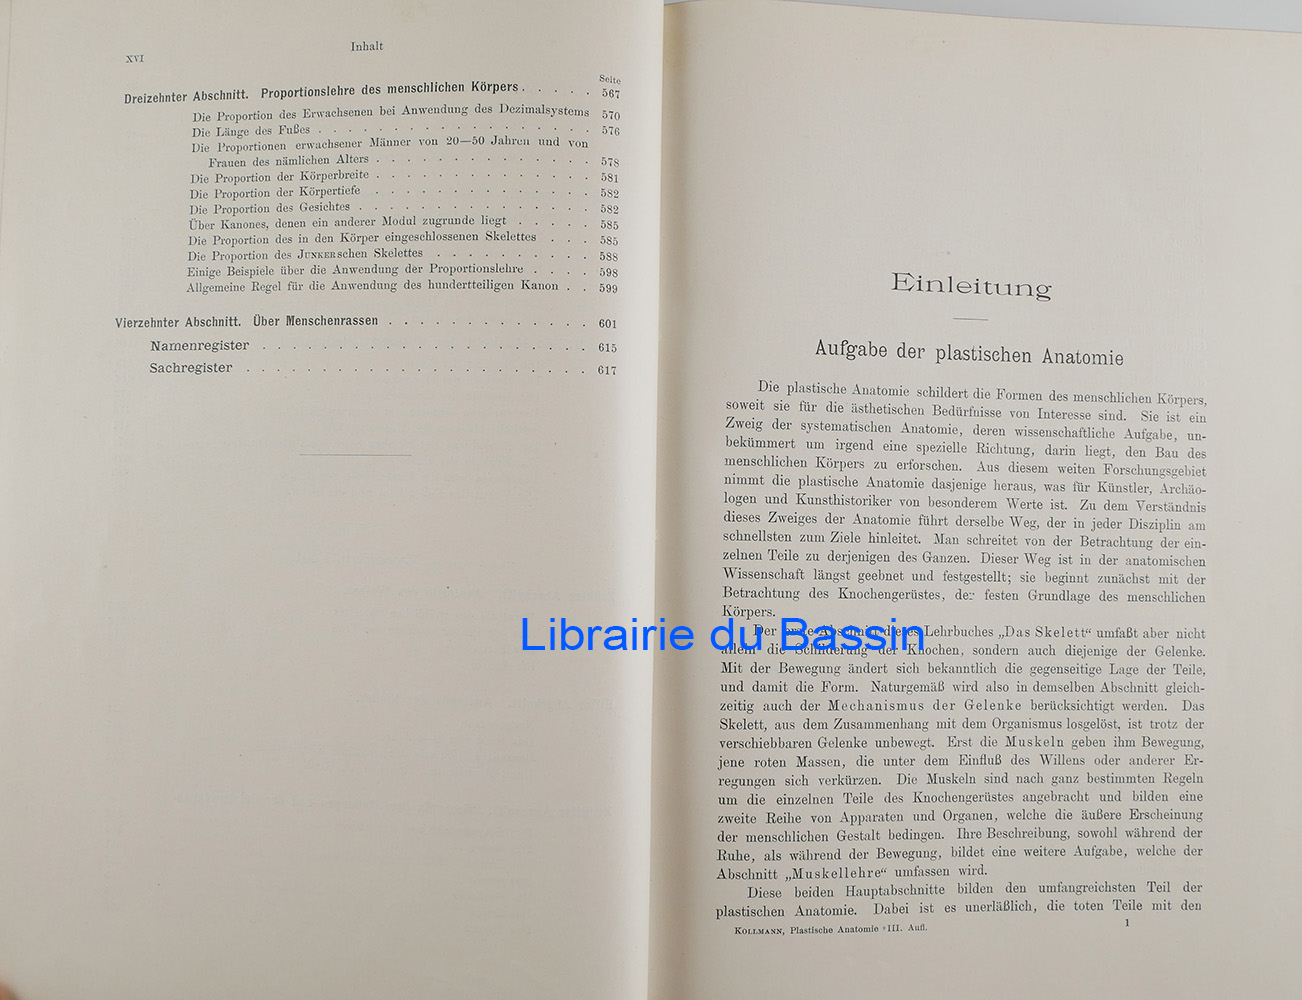 XVI
Inhalt
Seite
Dreizehnter Abschnitt. Proportionslehre des menschlichen Körpers . . . . . 567
Die Proportion des Erwachsenen bei Anwendung des Dezimalsystems 570
Die Länge des Fußes . . . . . . . . . . . . . . . . . . 576
Die Proportionen erwachsener Männer von 20—50 Jahren und von
Frauen des nämlichen Alters . . . . . . . . . . . . . . 578
Die Proportion der Körperbreite . . . . . . . . . . . . . . 581
Die Proportion der Körpertiefe . . . . . . . . . . . . . . 582
Die Proportion des Gesichtes . . . . . . . . . . . . . . . 582
Über Kanones, denen ein anderer Modul zugrunde liegt . . . . . 585
Die Proportion des in den Körper eingeschlossenen Skelettes . . . 585
Die Proportion des JUNKERschen Skelettes . . . . . . . . . . 588
Einige Beispiele über die Anwendung der Proportionslehre . . . . 598
Allgemeine Regel für die Anwendung des hundertteiligen Kanon . . 599
Vierzehnter Abschnitt. Über Menschenrassen . . . . . . . . . . . . . 601
Namenregister . . . . . . . . . . . . . . . . . . . . . . 615
Sachregister . . . . . . . . . . . . . . . . . . . . . . . 617
Einleitung
Aufgabe der plastischen Anatomie
Die plastische Anatomie schildert die Formen des menschlichen Körpers,
soweit sie für die ästhetischen Bedürfnisse von Interesse sind. Sie ist ein
Zweig der systematischen Anatomie, deren wissenschaftliche Aufgabe, un-
bekümmert um irgend eine spezielle Richtung, darin liegt, den Bau des
menschlichen Körpers zu erforschen. Aus diesem weiten Forschungsgebiet
nimmt die plastische Anatomie dasjenige heraus, was für Künstler, Archäo-
logen und Kunsthistoriker von besonderem Werte ist. Zu dem Verständnis
dieses Zweiges der Anatomie führt derselbe Weg, der in jeder Disziplin am
schnellsten zum Ziele hinleitet. Man schreitet von der Betrachtung der ein-
zelnen Teile zu derjenigen des Ganzen. Dieser Weg ist in der anatomischen
Wissenschaft längst geebnet und festgestellt; sie beginnt zunächst mit der
Betrachtung des Knochengerüstes, der festen Grundlage des menschlichen
Körpers.
Der erste Abschnitt dieses Lehrbuches „Das Skelett“ umfaßt aber nicht
allein die Schilderung der Knochen, sondern auch diejenige der Gelenke.
Mit der Bewegung ändert sich bekanntlich die gegenseitige Lage der Teile,
und damit die Form. Naturgemäß wird also in demselben Abschnitt gleich-
zeitig auch der Mechanismus der Gelenke berücksichtigt werden. Das
Skelett, aus dem Zusammenhang mit dem Organismus losgelöst, ist trotz der
verschiebbaren Gelenke unbewegt. Erst die Muskeln geben ihm Bewegung,
jene roten Massen, die unter dem Einfluß des Willens oder anderer Er-
regungen sich verkürzen. Die Muskeln sind nach ganz bestimmten Regeln
um die einzelnen Teile des Knochengerüstes angebracht und bilden eine
zweite Reihe von Apparaten und Organen, welche die äußere Erscheinung
der menschlichen Gestalt bedingen. Ihre Beschreibung, sowohl während der
Ruhe, als während der Bewegung, bildet eine weitere Aufgabe, welche der
Abschnitt „Muskellehre“ umfassen wird.
Diese beiden Hauptabschnitte bilden den umfangreichsten Teil der
plastischen Anatomie. Dabei ist es unerläßlich, die toten Teile mit den
KOLLMANN, Plastische Anatomie III. Aufl.
1
Librairie du Bassin